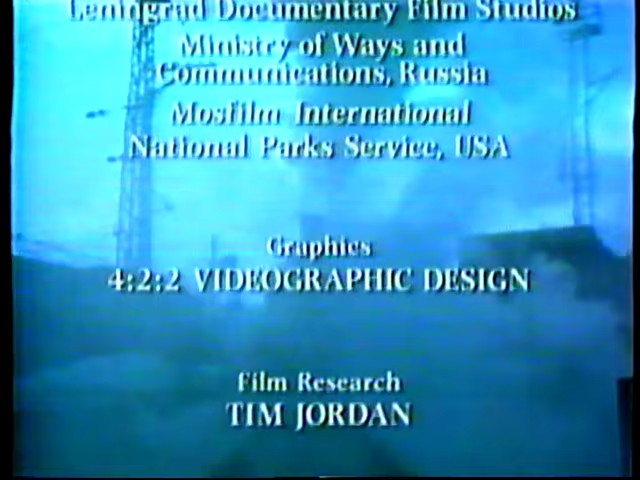 Leningrad Documentary Film Studios
Ministry of Ways and
Communications, Russia
Mosfilm International
National Parks Service, USA
Graphics
4:2:2 VIDEOGRAPHIC DESIGN
Film Research
TIM JORDAN